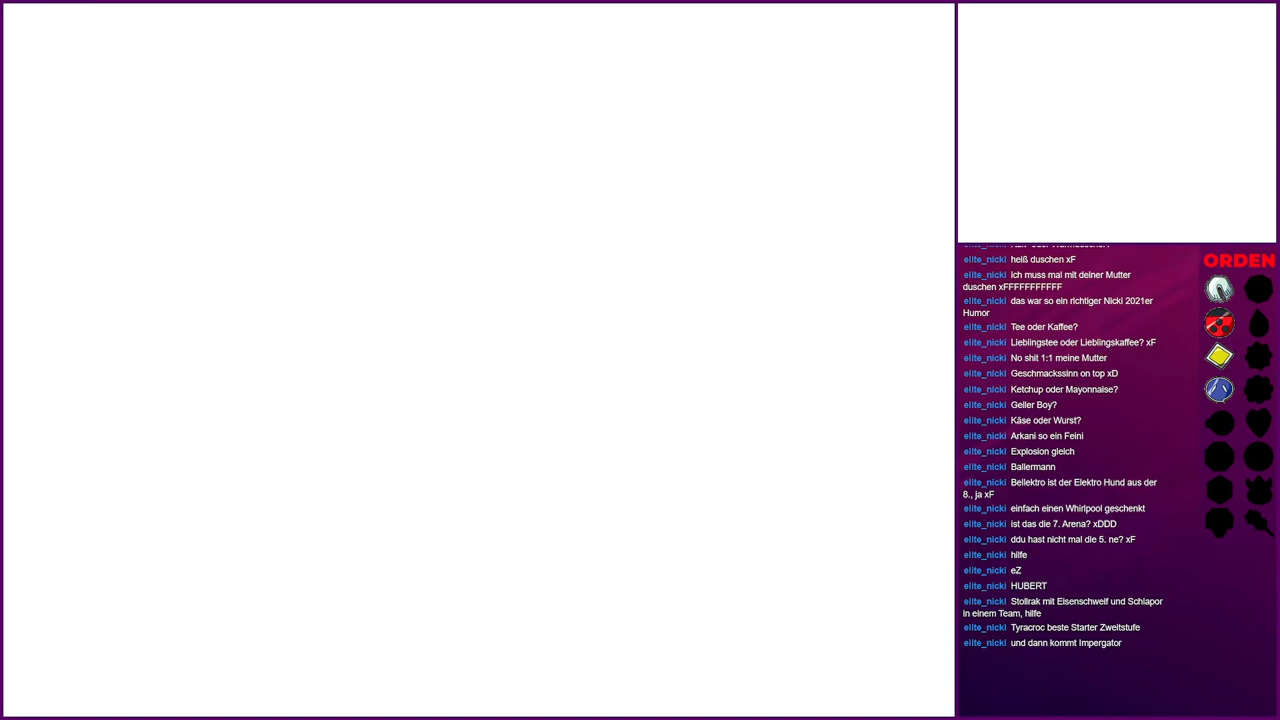 elite_nicki heiß duschen xF
ORDEN
elite_nicki Ich muss mal mit deiner Mutter
duschen xFFFFFFFFFFF
elite_nicki das war so ein richtiger Nicki 2021er
Humor
elite_nicki Tee oder Kaffee?
elite_nicki Lieblingstee oder Lieblingskaffee? xF
elite_nicki No shit 1:1 meine Mutter
elite_nicki Geschmackssinn on top xD
elite_nicki Ketchup oder Mayonnaise?
elite_nicki Geiler Boy?
elite_nicki Käse oder Wurst?
elite_nicki Arkani so ein Feini
elite_nicki Explosion gleich
elite_nicki Ballermann
elite_nicki Bellektro ist der Elektro Hund aus der
8., ja xF
elite_nicki einfach einen Whirlpool geschenkt
elite_nicki ist das die 7. Arena? xDDD
elite_nicki ddu hast nicht mal die 5. ne? xF
elite_nicki hilfe
elite_nicki eZ
elite_nicki HUBERT
elite_nicki Stollrak mit Eisenschweif und Schlapor
in einem Team, hilfe
elite_nicki Tyracroc beste Starter Zweitstufe
elite_nicki und dann kommt Impergator